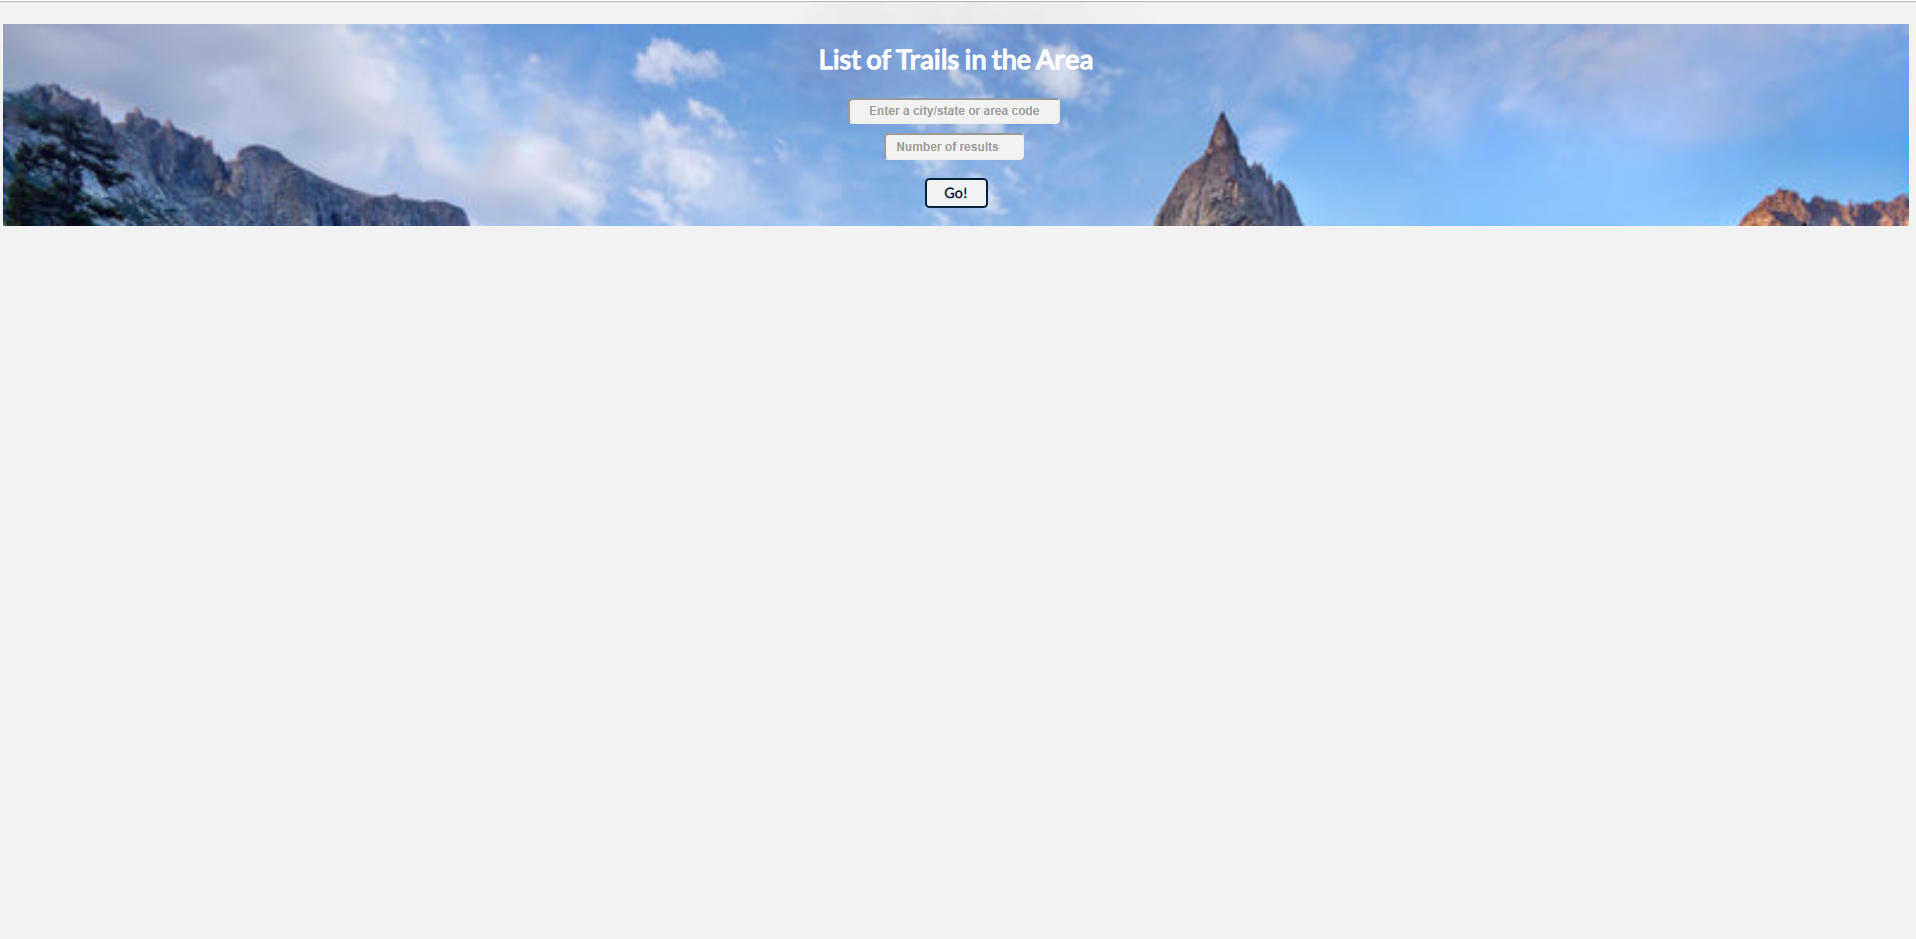 List of Trails in the Area
Enter a city/state or area code
Number of results
Go!